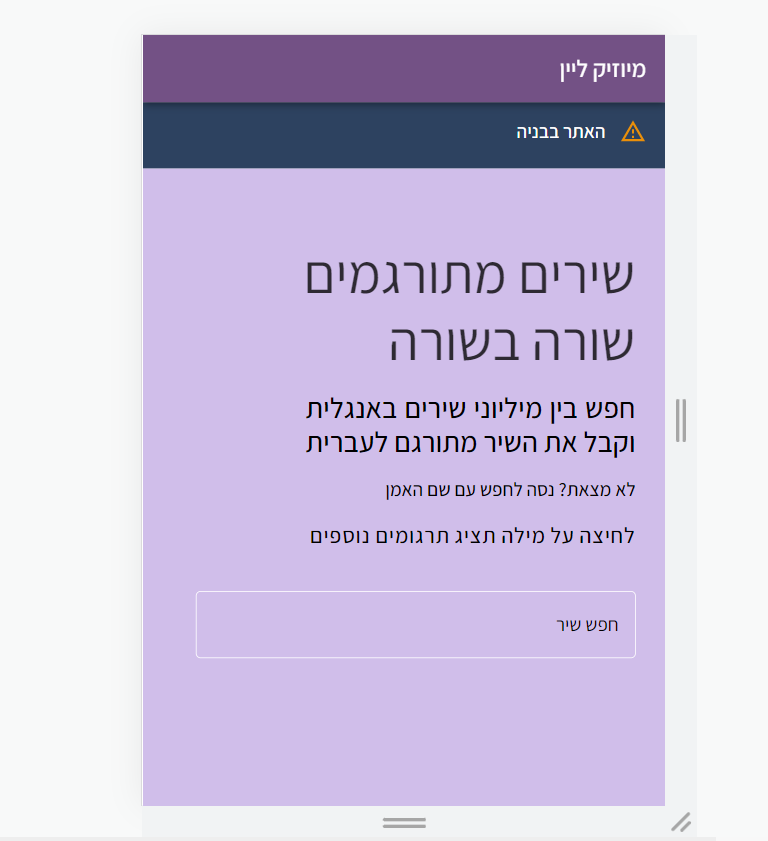 מיוזיק ליין
האתר בבניה
שירים מתורגמים
שורה בשורה
חפש בין מיליוני שירים באנגלית
וקבל את השיר מתורגם לעברית
לא מצאת? נסה לחפש עם שם האמן
לחיצה על מילה תציג תרגומים נוספים
חפש שיר